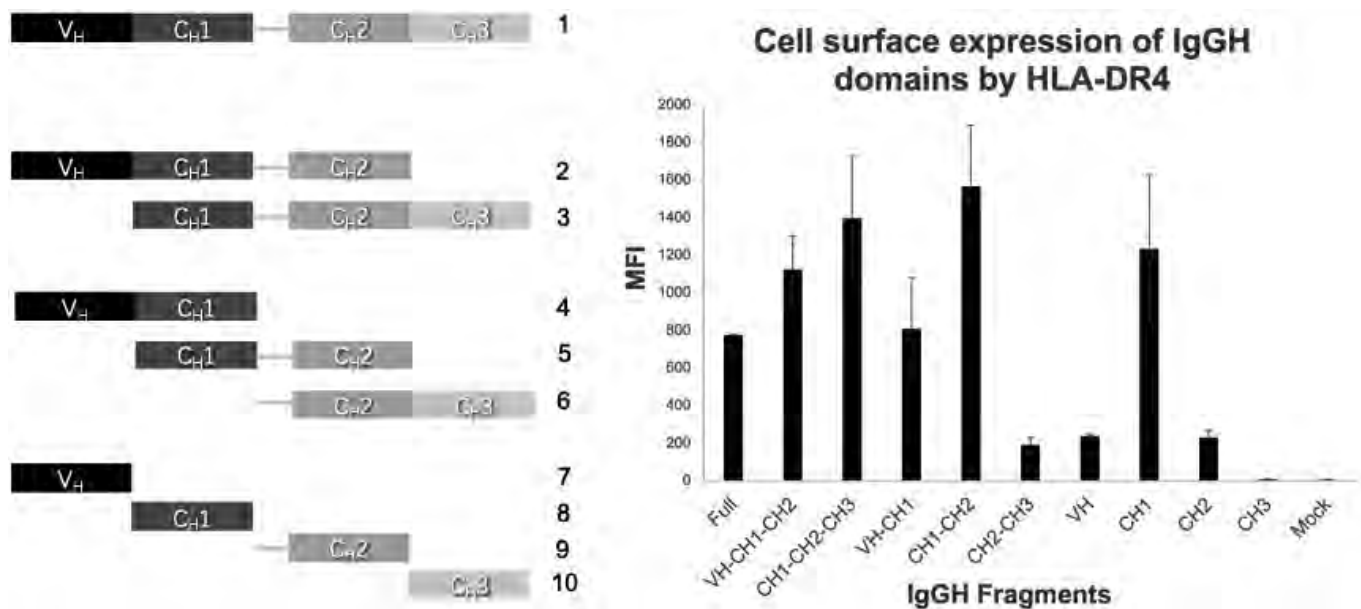 VH CH1 CH2 CH3 1
VH CH1 CH2 2
CH1 CH2 CH3 3
VH CH1 4
CH1 CH2 5
CH2 CH3 6
VH 7
CH1 8
CH2 9
CH3 10
Cell surface expression of IgGH
domains by HLA-DR4
MFI
2000
1800
1600
1400
1200
1000
800
600
400
200
0
Full
VH-CH1-CH2
CH1-CH2-CH3
VH-CH1
CH1-CH2
CH2-CH3
VH
CH1
CH2
CH3
Mock
IgGH Fragments